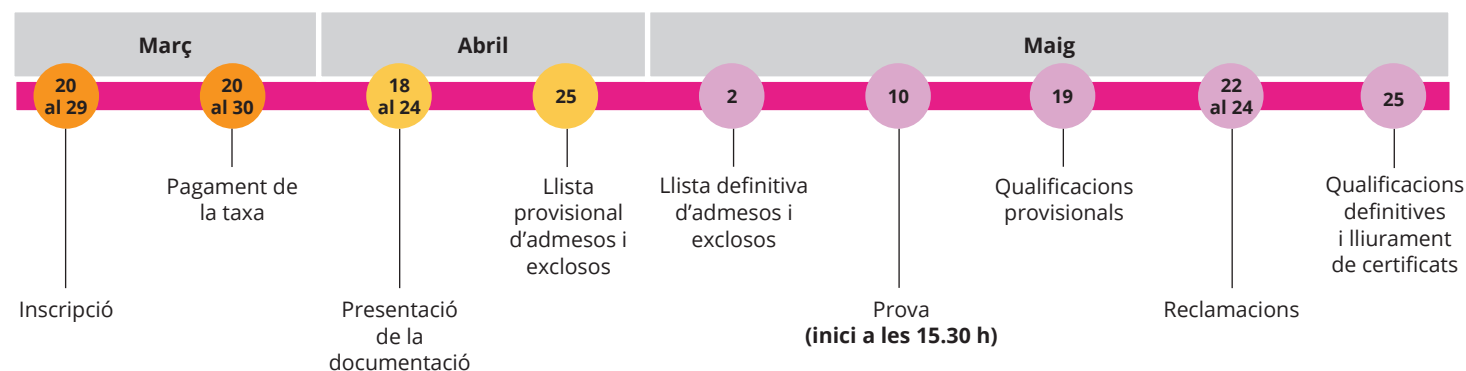 Març
Abril
Maig
20
al 29
20
al 30
18
al 24
25
2
10
19
22
al 24
25
Inscripció
Pagament de
la taxa
Presentació
de la
documentació
Llista
provisional
d’admesos i
exclosos
Llista definitiva
d’admesos i
exclosos
Prova
(inici a les 15.30 h)
Qualificacions
provisionals
Reclamacions
Qualificacions
definitives
i lliurament
de certificats